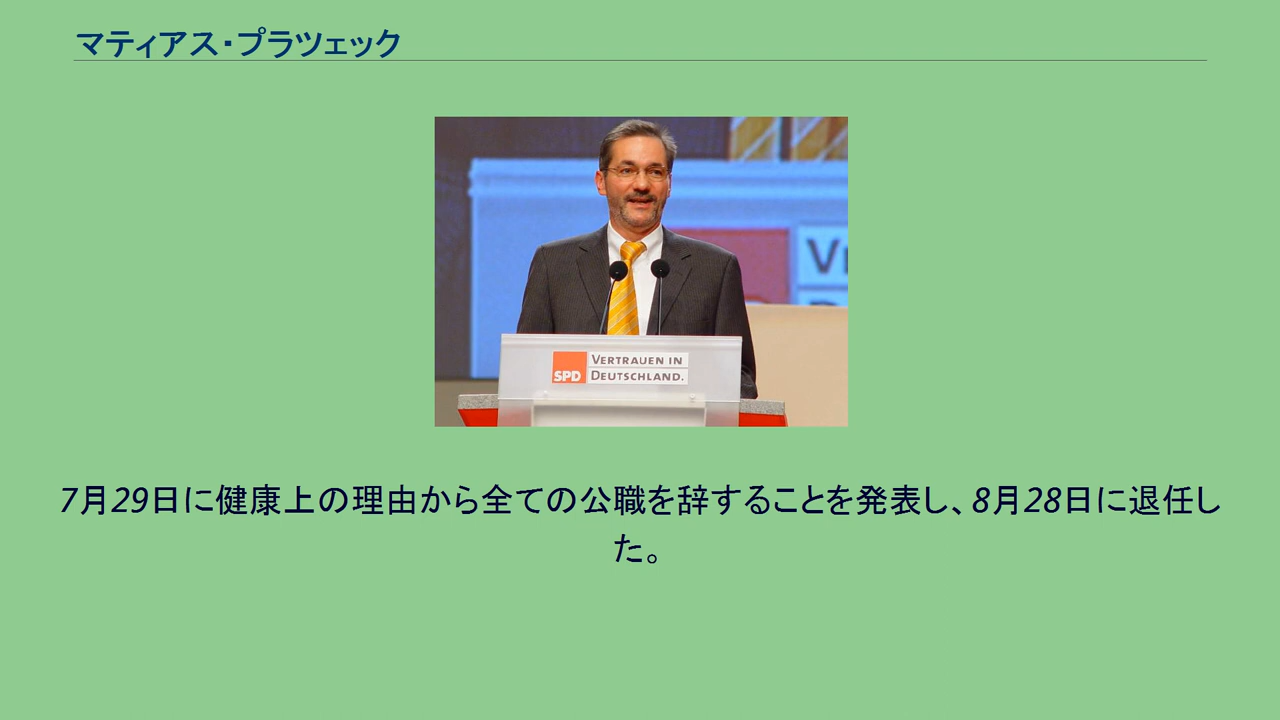 マティアス・プラツェック
VERTRAUEN IN
SPD DEUTSCHLAND.
7月29日に健康上の理由から全ての公職を辞することを発表し、8月28日に退任し
た。